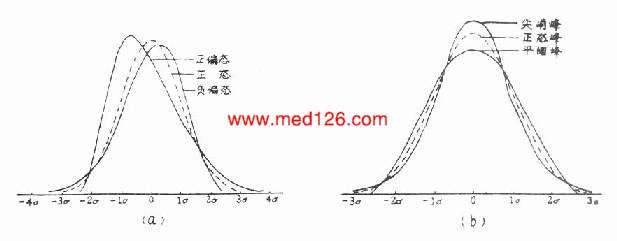 正偏态
正 态
负偏态
-4σ -3σ -2σ -1σ 0 1σ 2σ 3σ 4σ
(a)
尖峭峰
正态峰
平阔峰
-3σ -2σ -1σ 0 1σ 2σ 3σ
(b)
www.med126.com